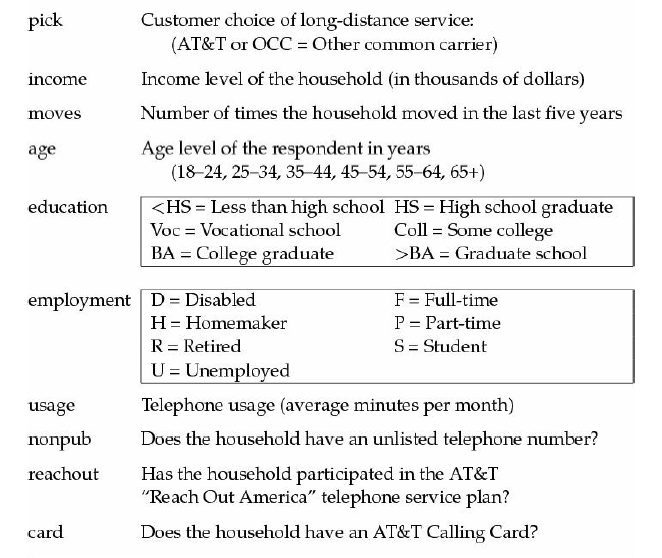 pick Customer choice of long-distance service:
(AT&T or OCC = Other common carrier)
income Income level of the household (in thousands of dollars)
moves Number of times the household moved in the last five years
age Age level of the respondent in years
(18–24, 25–34, 35–44, 45–54, 55–64, 65+)
education <HS = Less than high school HS = High school graduate
Voc = Vocational school Coll = Some college
BA = College graduate >BA = Graduate school
employment D = Disabled F = Full-time
H = Homemaker P = Part-time
R = Retired S = Student
U = Unemployed
usage Telephone usage (average minutes per month)
nonpub Does the household have an unlisted telephone number?
reachout Has the household participated in the AT&T
“Reach Out America” telephone service plan?
card Does the household have an AT&T Calling Card?